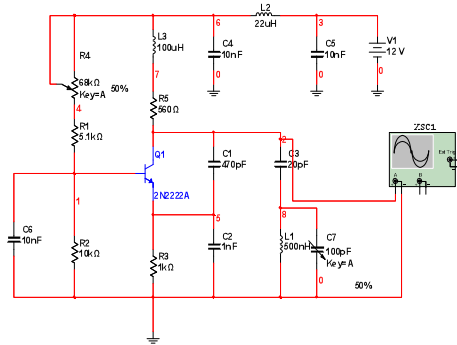 L2
22uH
6
3
L3
100uH
C4
10nF
C5
10nF
V1
12 V
0
0
0
R4
68kΩ
Key=A
50%
7
R5
560Ω
4
R1
5.1kΩ
XSC1
Ext Trig
A
B
Q1
2N2222A
2
C1
470pF
C3
20pF
1
5
8
C6
10nF
R2
10kΩ
R3
1kΩ
C2
1nF
L1
500nH
C7
100pF
Key=A
0
50%